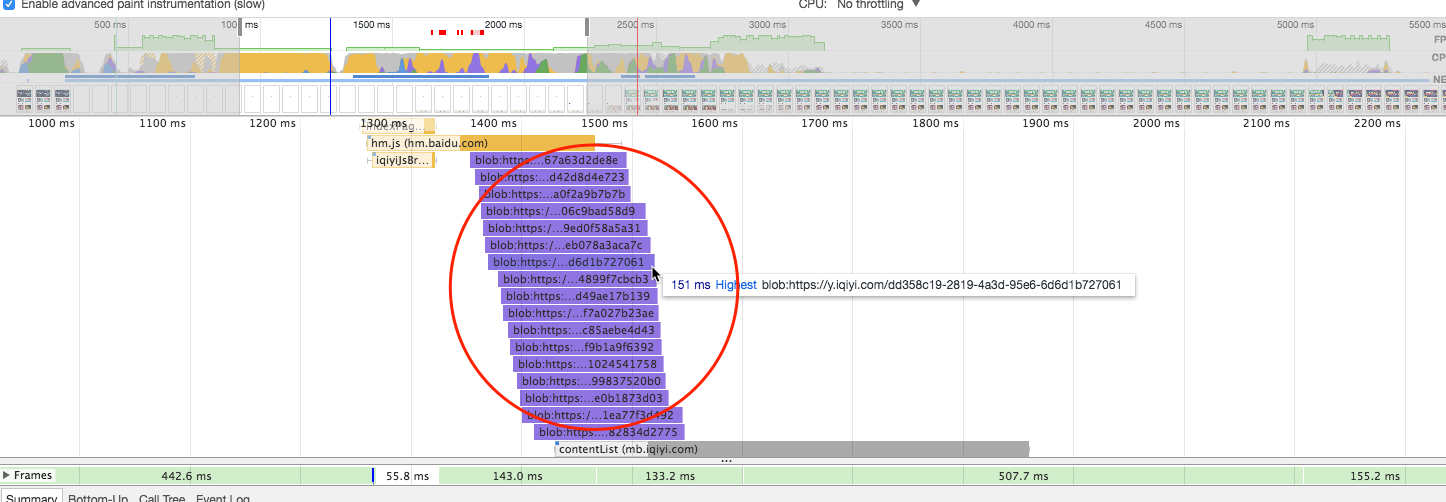 Enable advanced paint instrumentation (slow) CPU: No throttling
500 ms 100 ms 1500 ms 2000 ms 2500 ms 3000 ms 3500 ms 4000 ms 4500 ms 5000 ms 5500 ms
FP
CP
NE
1000 ms 1100 ms 1200 ms 1300 ms 1400 ms 1500 ms 1600 ms 1700 ms 1800 ms 1900 ms 2000 ms 2100 ms 2200 ms
hm.js (hm.baidu.com)
iqiyiJsBr... blob:https:...67a63d2de8e
blob:https:...d42d8d4e723
blob:https:...a0f2a9b7b7b
blob:https:/...06c9bad58d9
blob:https:/...9ed0f58a5a31
blob:https:/...eb078a3aca7c
blob:https:/...d6d1b727061
blob:https:/...4899f7cbcb3
151 ms Highest blob:https://y.iqiyi.com/dd358c19-2819-4a3d-95e6-6d6d1b727061
blob:https:...d49ae17b139
blob:https:/...f7a027b23ae
blob:https:...c85aebe4d43
blob:https:...f9b1a9f6392
blob:https:...1024541758
blob:https:...99837520b0
blob:https:...e0b1873d03
blob:https:/...1ea77f3d492
blob:https:....82834d2775
contentList (mb.iqiyi.com)
...
Frames 442.6 ms 55.8 ms 143.0 ms 133.2 ms 507.7 ms 155.2 ms
Summary Bottom-Up Call Tree Event Log